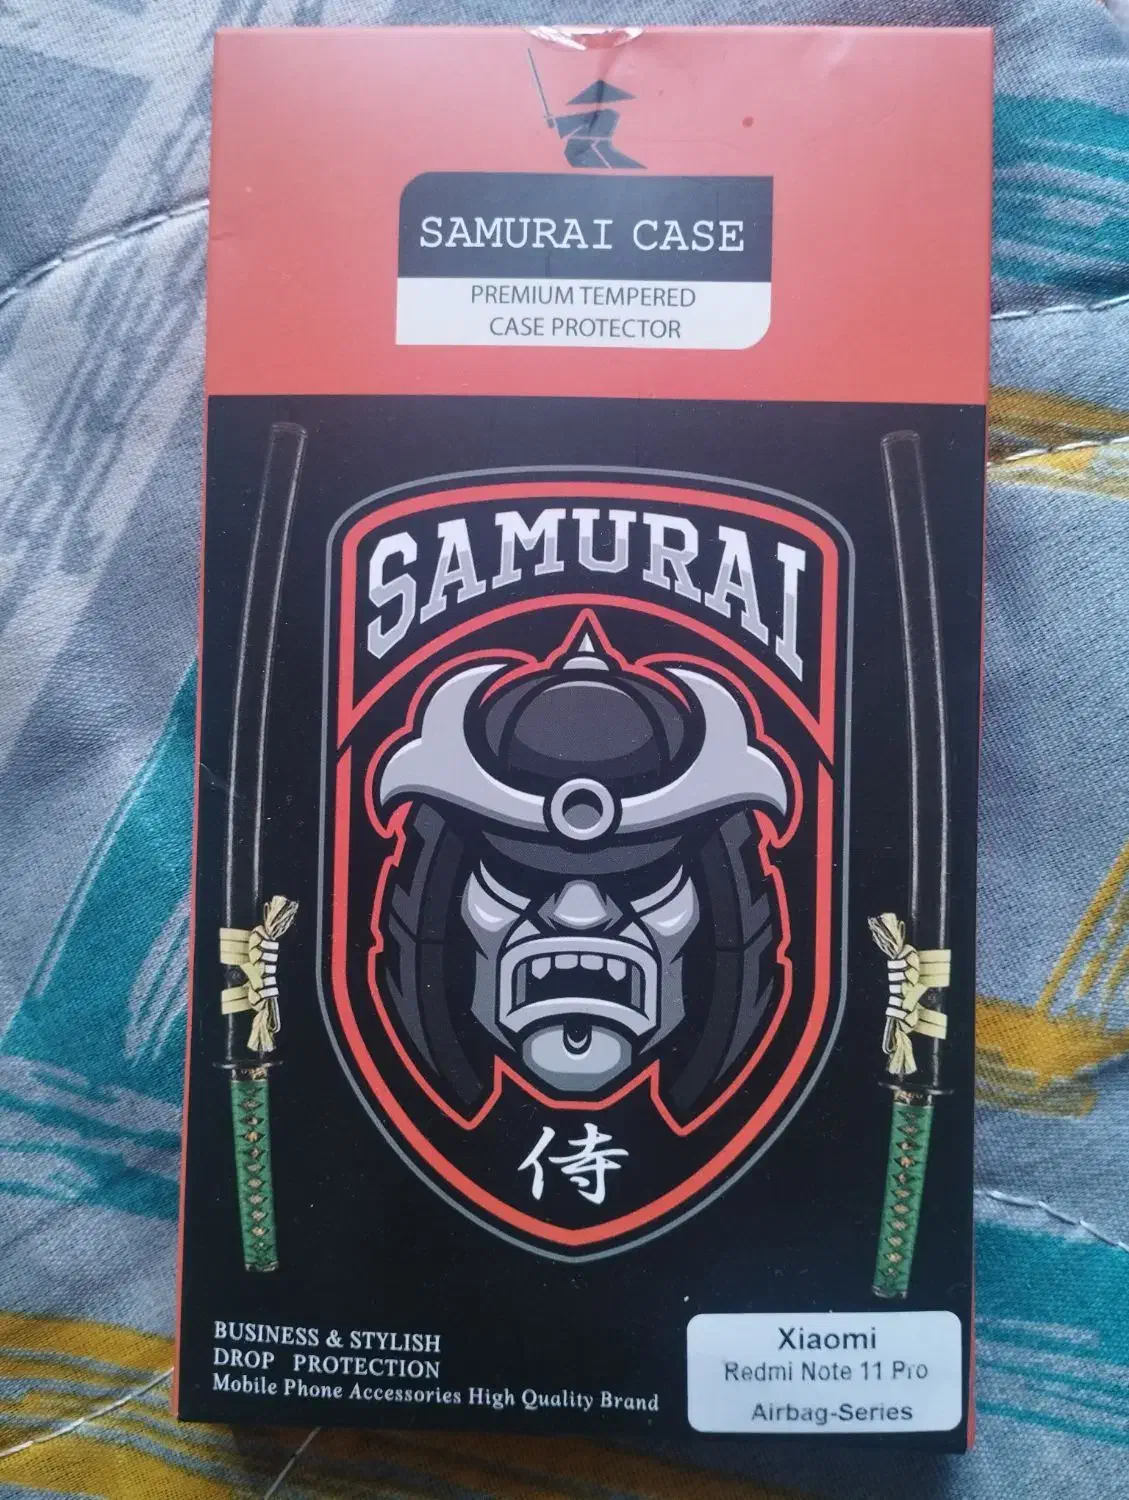 SAMURAI CASE
PREMIUM TEMPERED
CASE PROTECTOR
SAMURAI
侍
BUSINESS & STYLISH
DROP PROTECTION
Mobile Phone Accessories High Quality Brand
Xiaomi
Redmi Note 11 Pro
Airbag-Series